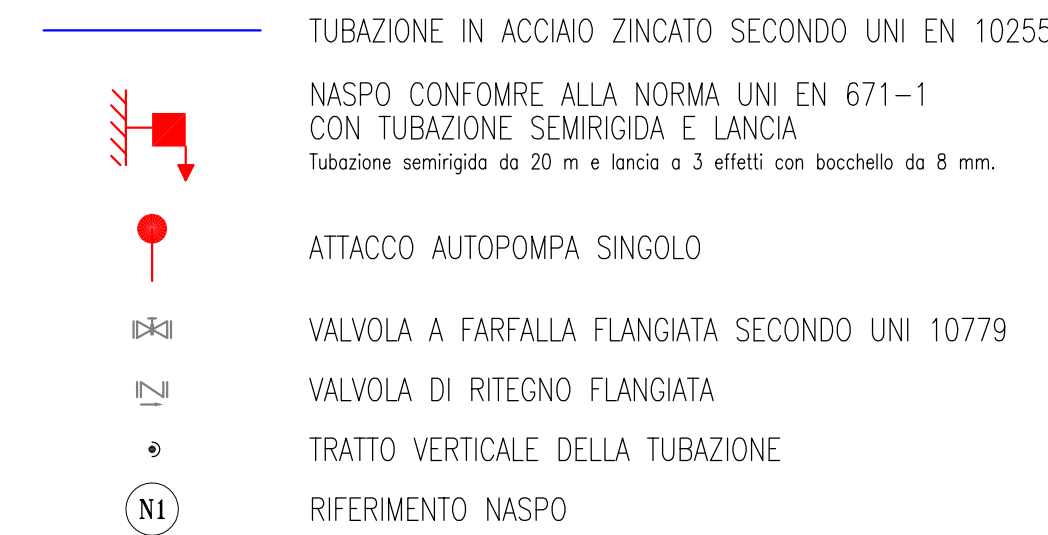 TUBAZIONE IN ACCIAIO ZINCATO SECONDO UNI EN 10255
NASPO CONFOMRE ALLA NORMA UNI EN 671-1
CON TUBAZIONE SEMIRIGIDA E LANCIA
Tubazione semirigida da 20 m e lancia a 3 effetti con bocchello da 8 mm.
ATTACCO AUTOPOMPA SINGOLO
VALVOLA A FARFALLA FLANGIATA SECONDO UNI 10779
VALVOLA DI RITEGNO FLANGIATA
TRATTO VERTICALE DELLA TUBAZIONE
N1 RIFERIMENTO NASPO